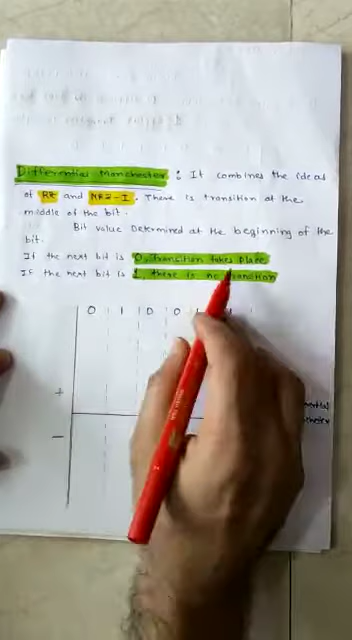 Differential Manchester : It combines the ideas
of RZ and NRZ-I. There is transition at the
middle of the bit.
Bit value Determined at the beginning of the
bit.
If the next bit is 0 transition takes place
If the next bit is 1, there is no transition
0 1 0 0 1 1
+
−